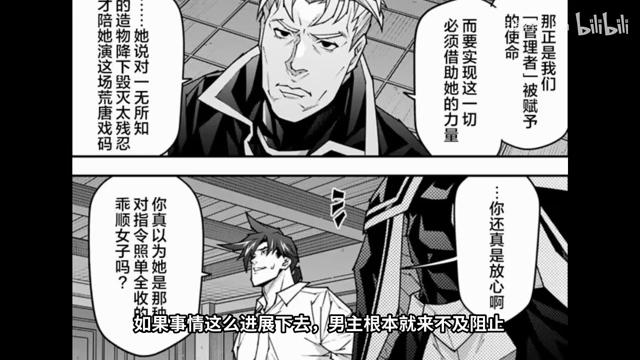 bilibili
那正是我们
「管理者」被赋予
的使命
而要实现这一切
必须借助她的力量
……她说对一无所知
的造物降下毁灭太残忍
才陪她演这场荒唐戏码
…你还真是放心啊
你真以为她是那种
对指令照单全收的
乖顺女子吗？
如果事情这么进展下去，男主根本就来不及阻止